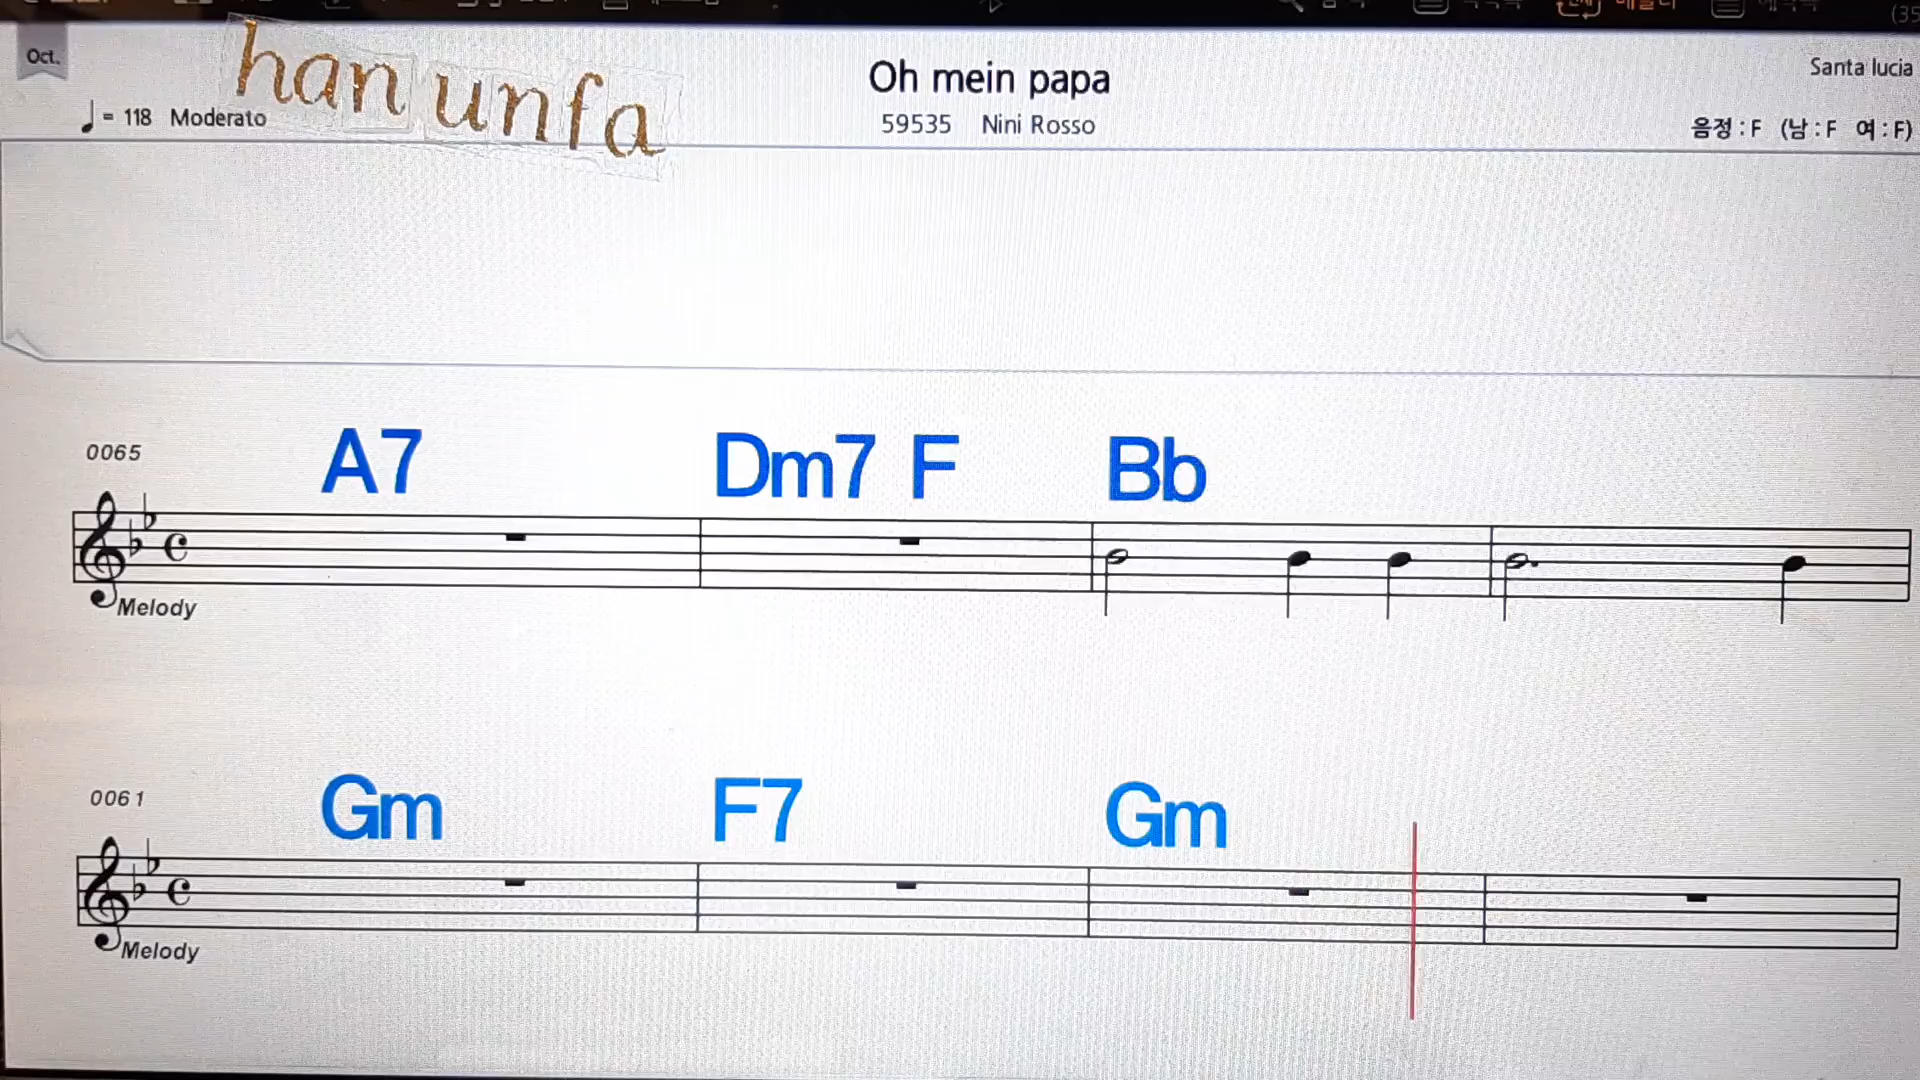 Oct.
han unfa
Oh mein papa
Santa lucia
= 118 Moderato
59535 Nini Rosso
음정 : F (남 : F 여 : F)
0065
A7 Dm7 F Bb
Melody
0061
Gm F7 Gm
Melody